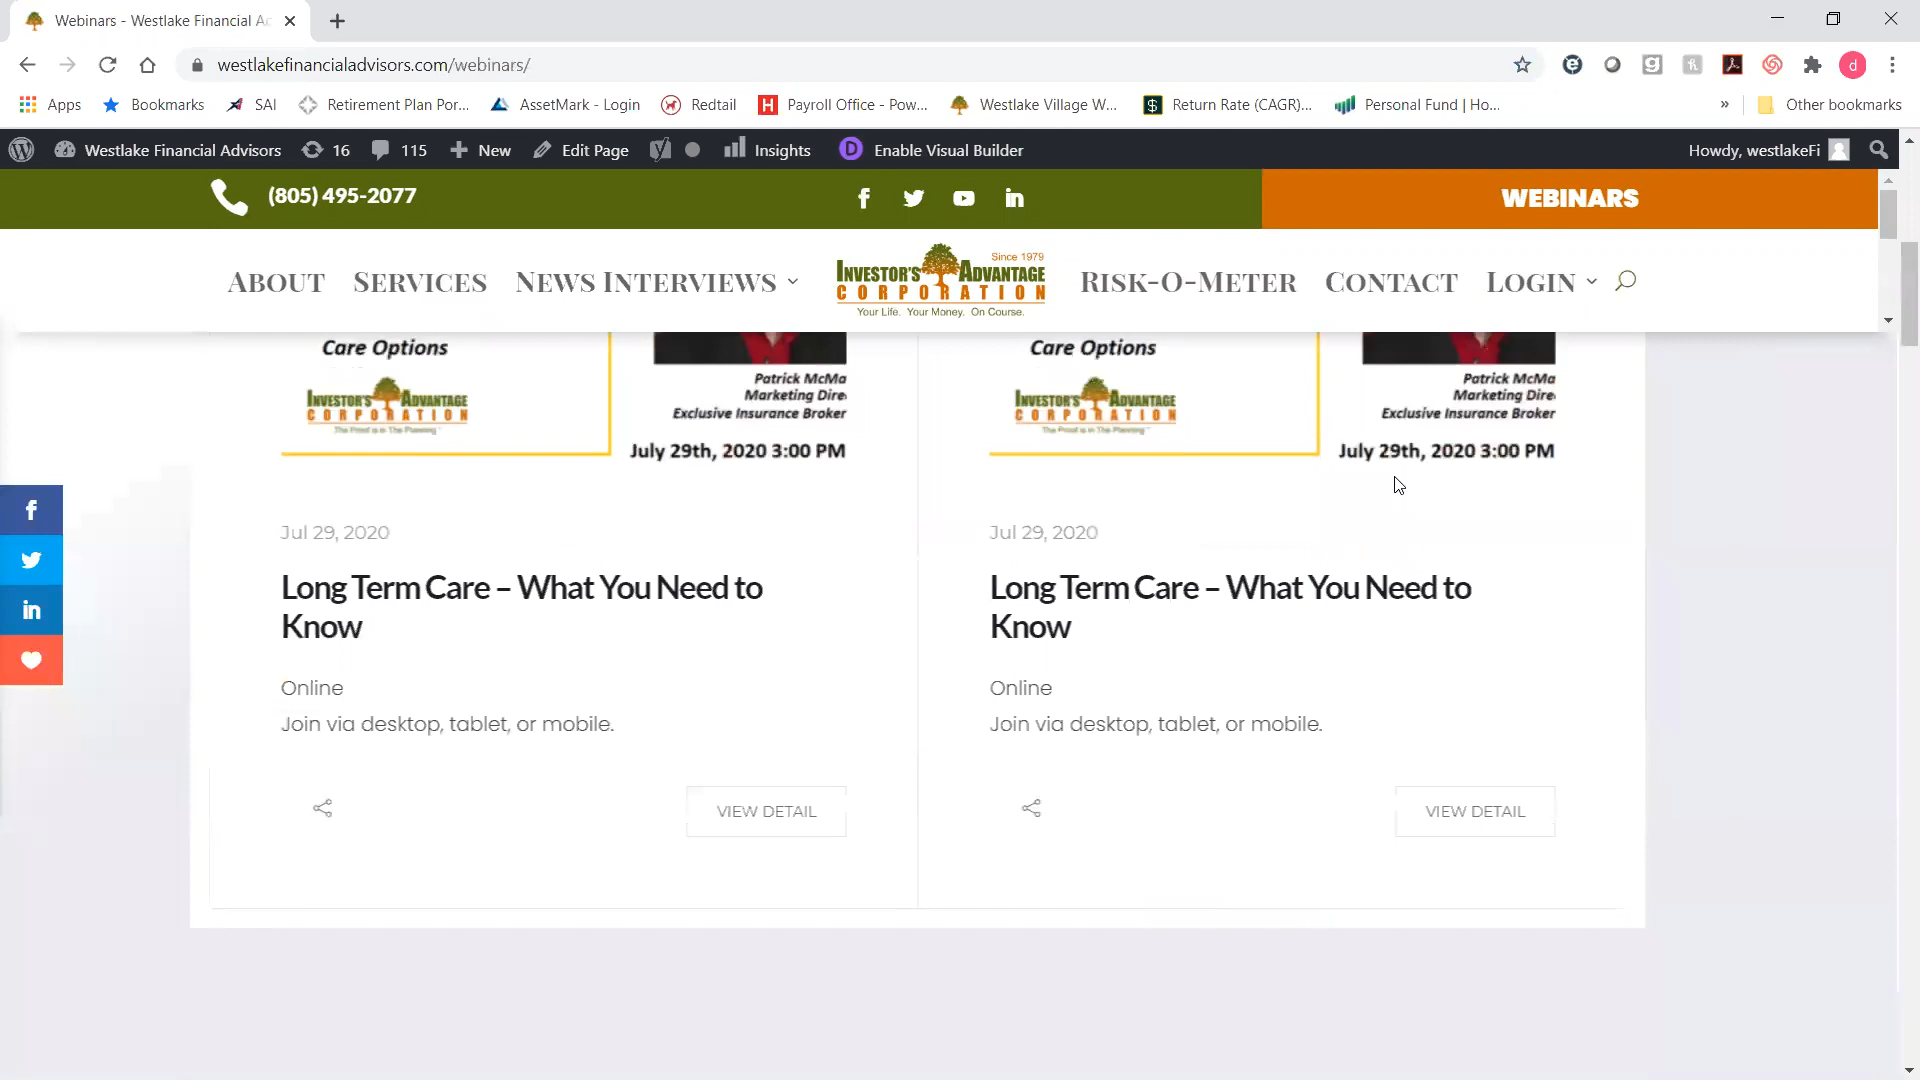 Webinars - Westlake Financial Ac
westlakefinancialadvisors.com/webinars/
Apps Bookmarks SAI Retirement Plan Por... AssetMark - Login Redtail Payroll Office - Pow... Westlake Village W... Return Rate (CAGR)... Personal Fund | Ho... » Other bookmarks
Westlake Financial Advisors 16 115 New Edit Page Insights D Enable Visual Builder Howdy, westlakeFi
(805) 495-2077 WEBINARS
Since 1979
ABOUT SERVICES NEWS INTERVIEWS INVESTOR'S ADVANTAGE RISK-O-METER CONTACT LOGIN
CORPORATION
Your Life. Your Money. On Course.
Care Options
Patrick McMa
Marketing Dire
Exclusive Insurance Broker
INVESTOR'S ADVANTAGE
CORPORATION
The Proof is in The Planning
July 29th, 2020 3:00 PM
Care Options
Patrick McMa
Marketing Dire
Exclusive Insurance Broker
INVESTOR'S ADVANTAGE
CORPORATION
The Proof is in The Planning
July 29th, 2020 3:00 PM
Jul 29, 2020
Long Term Care – What You Need to
Know
Online
Join via desktop, tablet, or mobile.
VIEW DETAIL
Jul 29, 2020
Long Term Care – What You Need to
Know
Online
Join via desktop, tablet, or mobile.
VIEW DETAIL